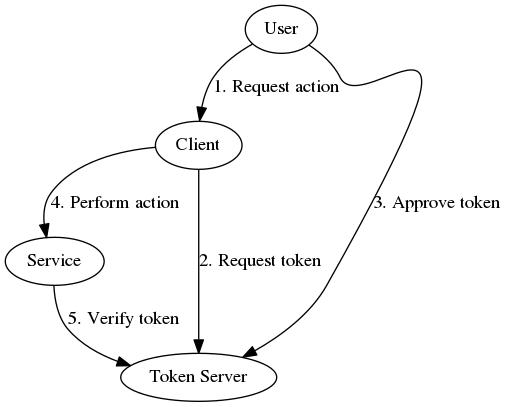 User
1. Request action
Client
4. Perform action
3. Approve token
Service
2. Request token
5. Verify token
Token Server